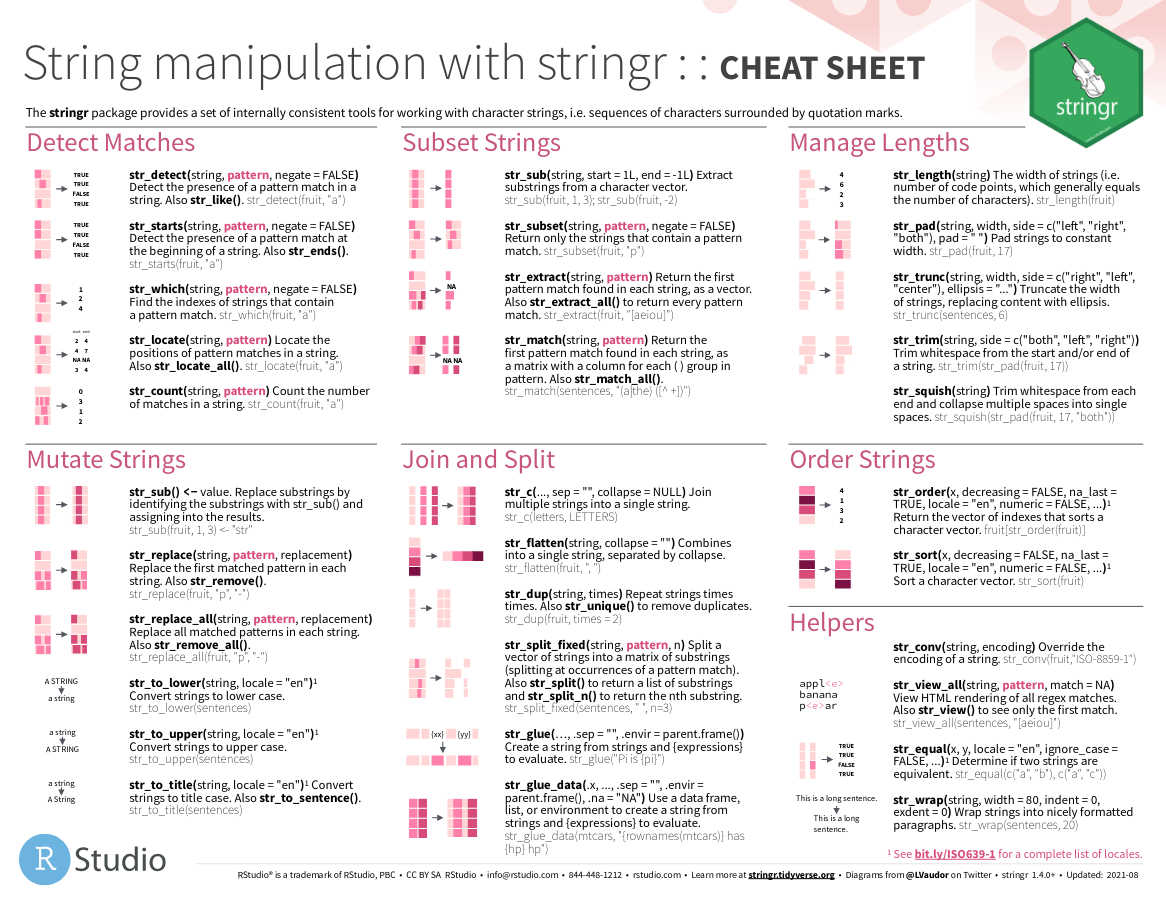 String manipulation with stringr : : CHEAT SHEET
stringr
The stringr package provides a set of internally consistent tools for working with character strings, i.e. sequences of characters surrounded by quotation marks.
Detect Matches
TRUE
TRUE
FALSE
TRUE
str_detect(string, pattern, negate = FALSE)
Detect the presence of a pattern match in a
string. Also str_like(). str_detect(fruit, "a")
TRUE
TRUE
FALSE
TRUE
str_starts(string, pattern, negate = FALSE)
Detect the presence of a pattern match at
the beginning of a string. Also str_ends().
str_starts(fruit, "a")
1
2
4
str_which(string, pattern, negate = FALSE)
Find the indexes of strings that contain
a pattern match. str_which(fruit, "a")
start end
2 4
4 7
NA NA
3 4
str_locate(string, pattern) Locate the
positions of pattern matches in a string.
Also str_locate_all(). str_locate(fruit, "a")
0
3
1
2
str_count(string, pattern) Count the number
of matches in a string. str_count(fruit, "a")
Subset Strings
str_sub(string, start = 1L, end = -1L) Extract
substrings from a character vector.
str_sub(fruit, 1, 3); str_sub(fruit, -2)
str_subset(string, pattern, negate = FALSE)
Return only the strings that contain a pattern
match. str_subset(fruit, "p")
NA
str_extract(string, pattern) Return the first
pattern match found in each string, as a vector.
Also str_extract_all() to return every pattern
match. str_extract(fruit, "[aeiou]")
NA NA
str_match(string, pattern) Return the
first pattern match found in each string, as
a matrix with a column for each ( ) group in
pattern. Also str_match_all().
str_match(sentences, "(a|the) ([^ +])")
Manage Lengths
4
6
2
3
str_length(string) The width of strings (i.e.
number of code points, which generally equals
the number of characters). str_length(fruit)
str_pad(string, width, side = c("left", "right",
"both"), pad = " ") Pad strings to constant
width. str_pad(fruit, 17)
str_trunc(string, width, side = c("right", "left",
"center"), ellipsis = "...") Truncate the width
of strings, replacing content with ellipsis.
str_trunc(sentences, 6)
str_trim(string, side = c("both", "left", "right"))
Trim whitespace from the start and/or end of
a string. str_trim(str_pad(fruit, 17))
str_squish(string) Trim whitespace from each
end and collapse multiple spaces into single
spaces. str_squish(str_pad(fruit, 17, "both"))
Mutate Strings
str_sub() <- value. Replace substrings by
identifying the substrings with str_sub() and
assigning into the results.
str_sub(fruit, 1, 3) <- "str"
str_replace(string, pattern, replacement)
Replace the first matched pattern in each
string. Also str_remove().
str_replace(fruit, "p", "-")
str_replace_all(string, pattern, replacement)
Replace all matched patterns in each string.
Also str_remove_all().
str_replace_all(fruit, "p", "-")
A STRING
a string
str_to_lower(string, locale = "en")¹
Convert strings to lower case.
str_to_lower(sentences)
a string
A STRING
str_to_upper(string, locale = "en")¹
Convert strings to upper case.
str_to_upper(sentences)
a string
A String
str_to_title(string, locale = "en")¹ Convert
strings to title case. Also str_to_sentence().
str_to_title(sentences)
Join and Split
str_c(..., sep = "", collapse = NULL) Join
multiple strings into a single string.
str_c(letters, LETTERS)
str_flatten(string, collapse = "") Combines
into a single string, separated by collapse.
str_flatten(fruit, ", ")
str_dup(string, times) Repeat strings times
times. Also str_unique() to remove duplicates.
str_dup(fruit, times = 2)
str_split_fixed(string, pattern, n) Split a
vector of strings into a matrix of substrings
(splitting at occurrences of a pattern match).
Also str_split() to return a list of substrings
and str_split_n() to return the nth substring.
str_split_fixed(sentences, " ", n=3)
{xx} {yy}
str_glue(…, .sep = "", .envir = parent.frame())
Create a string from strings and {expressions}
to evaluate. str_glue("Pi is {pi}")
str_glue_data(.x, ..., .sep = "", .envir =
parent.frame(), .na = "NA") Use a data frame,
list, or environment to create a string from
strings and {expressions} to evaluate.
str_glue_data(mtcars, "{rownames(mtcars)} has
{hp} hp")
Order Strings
4
1
3
2
str_order(x, decreasing = FALSE, na_last =
TRUE, locale = "en", numeric = FALSE, ...)¹
Return the vector of indexes that sorts a
character vector. fruit[str_order(fruit)]
str_sort(x, decreasing = FALSE, na_last =
TRUE, locale = "en", numeric = FALSE, ...)¹
Sort a character vector. str_sort(fruit)
Helpers
str_conv(string, encoding) Override the
encoding of a string. str_conv(fruit,"ISO-8859-1")
appl<e>
banana
p<e>ar
str_view_all(string, pattern, match = NA)
View HTML rendering of all regex matches.
Also str_view() to see only the first match.
str_view_all(sentences, "[aeiou]")
TRUE
TRUE
FALSE
TRUE
str_equal(x, y, locale = "en", ignore_case =
FALSE, ...)¹ Determine if two strings are
equivalent. str_equal(c("a", "b"), c("a", "c"))
This is a long sentence.
This is a long
sentence.
str_wrap(string, width = 80, indent = 0,
exdent = 0) Wrap strings into nicely formatted
paragraphs. str_wrap(sentences, 20)
¹ See bit.ly/ISO639-1 for a complete list of locales.
R Studio
RStudio® is a trademark of RStudio, PBC • CC BY SA RStudio • info@rstudio.com • 844-448-1212 • rstudio.com • Learn more at stringr.tidyverse.org • Diagrams from @LVaudor on Twitter • stringr 1.4.0+ • Updated: 2021-08